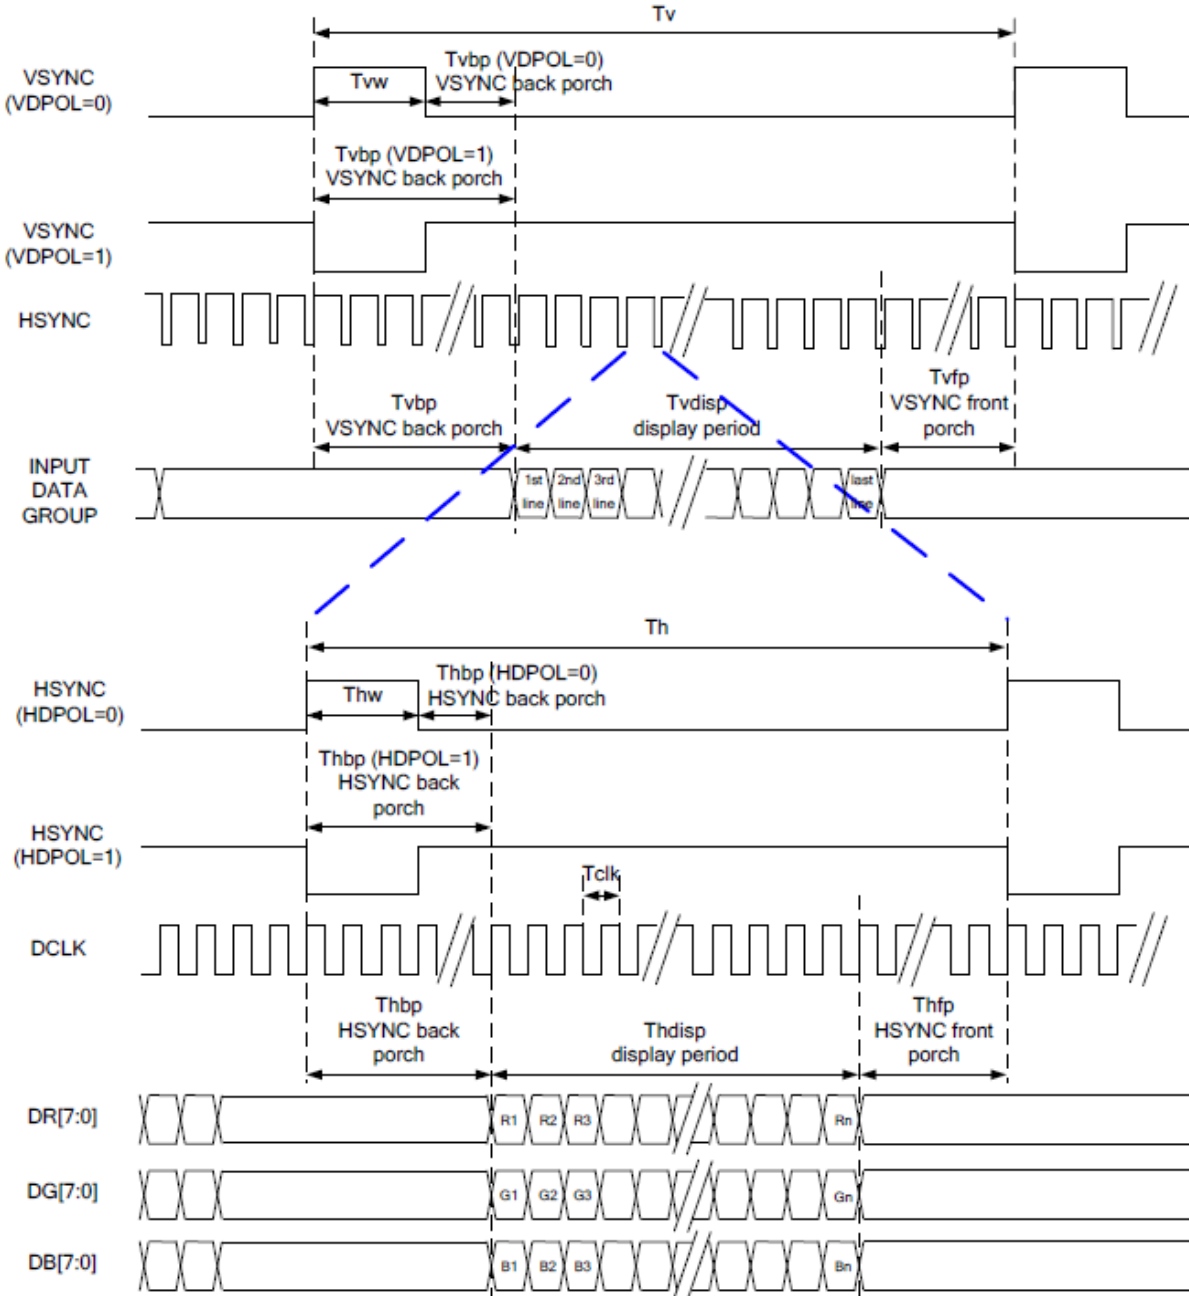 Tv
Tvbp (VDPOL=0)
VSYNC back porch
VSYNC
(VDPOL=0)
Tvw
Tvbp (VDPOL=1)
VSYNC back porch
VSYNC
(VDPOL=1)
HSYNC
Tvbp
VSYNC back porch
Tvdisp
display period
Tvfp
VSYNC front
porch
INPUT
DATA
GROUP
1st
line
2nd
line
3rd
line
last
line
Th
Thbp (HDPOL=0)
HSYNC back porch
HSYNC
(HDPOL=0)
Thw
Thbp (HDPOL=1)
HSYNC back
porch
HSYNC
(HDPOL=1)
Tclk
DCLK
Thbp
HSYNC back
porch
Thdisp
display period
Thfp
HSYNC front
porch
DR[7:0]
R1 R2 R3 Rn
DG[7:0]
G1 G2 G3 Gn
DB[7:0]
B1 B2 B3 Bn